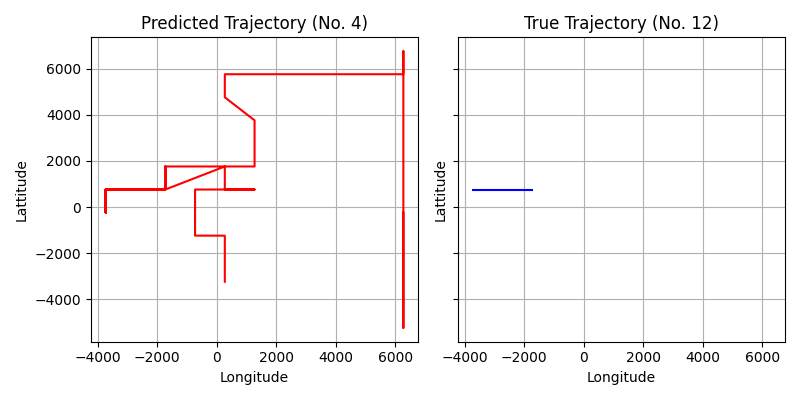 Predicted Trajectory (No. 4)
True Trajectory (No. 12)
6000
4000
2000
0
−2000
−4000
Lattitude
Lattitude
−4000 −2000 0 2000 4000 6000
−4000 −2000 0 2000 4000 6000
Longitude
Longitude